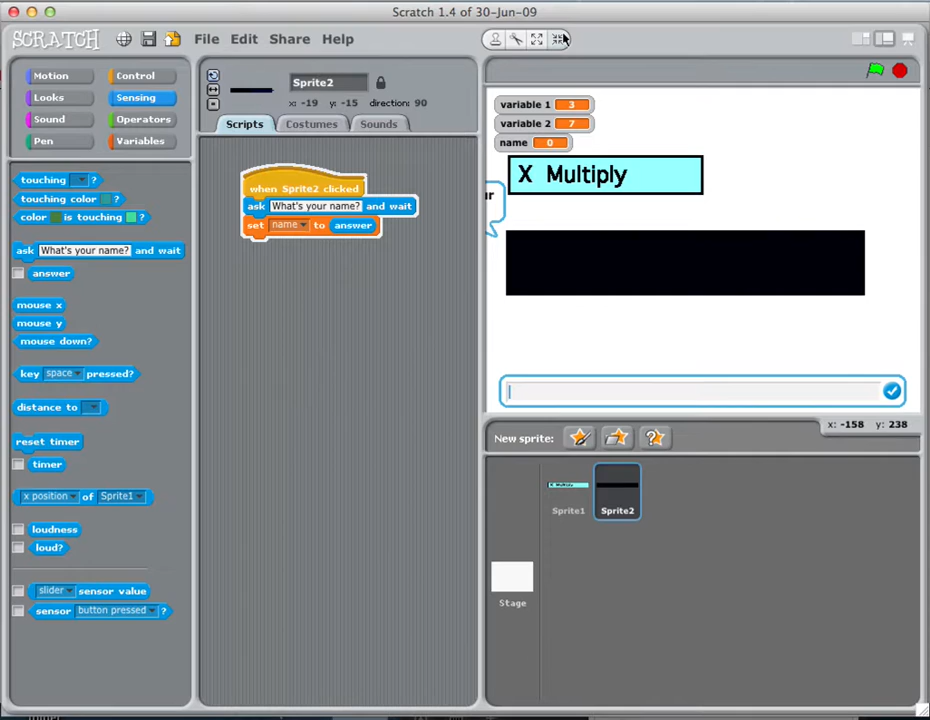 Scratch 1.4 of 30-Jun-09
SCRATCH File Edit Share Help
Motion Control
Looks Sensing
Sound Operators
Pen Variables
Sprite2
x: -19 y: -15 direction: 90
Scripts Costumes Sounds
touching ?
touching color ?
color is touching ?
ask What's your name? and wait
answer
mouse x
mouse y
mouse down?
key space pressed?
distance to
reset timer
timer
x position of Sprite1
loudness
loud?
slider sensor value
sensor button pressed ?
when Sprite2 clicked
ask What's your name? and wait
set name to answer
variable 1 3
variable 2 7
name 0
X Multiply
ur
x: -158 y: 238
New sprite:
Sprite1
Sprite2
Stage